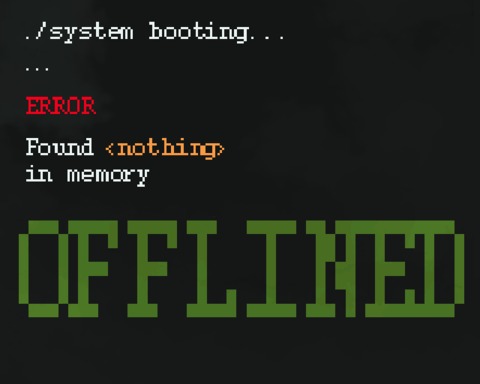 ./system booting...
...
ERROR
Found <nothing>
in memory
OFFLINED